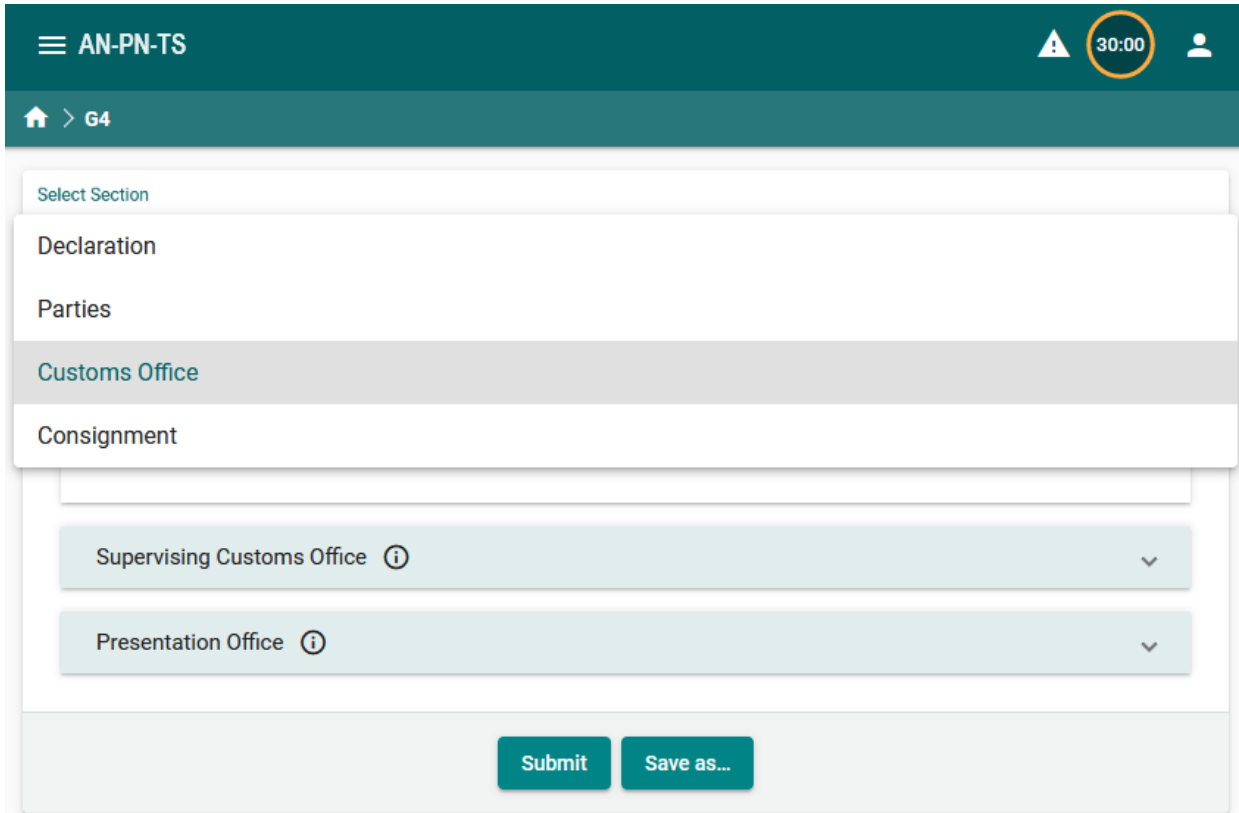 AN-PN-TS
30:00
G4
Select Section
Declaration
Parties
Customs Office
Consignment
Supervising Customs Office
Presentation Office
Submit Save as...